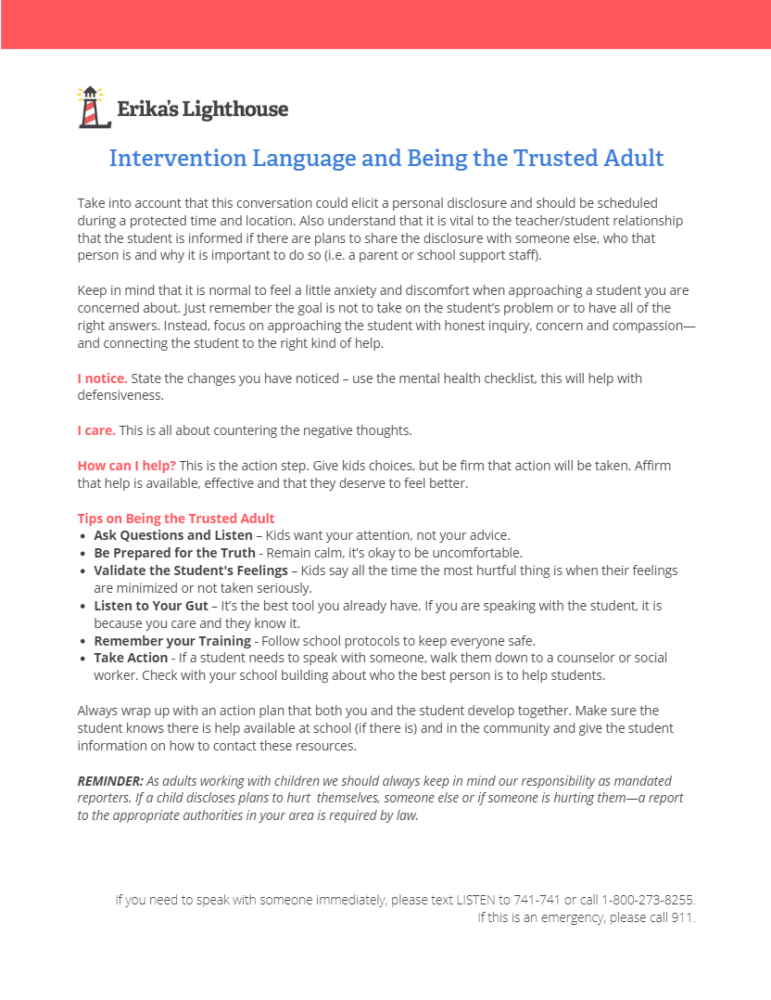 Erika's Lighthouse
Intervention Language and Being the Trusted Adult
Take into account that this conversation could elicit a personal disclosure and should be scheduled
during a protected time and location. Also understand that it is vital to the teacher/student relationship
that the student is informed if there are plans to share the disclosure with someone else, who that
person is and why it is important to do so (i.e. a parent or school support staff).
Keep in mind that it is normal to feel a little anxiety and discomfort when approaching a student you are
concerned about. Just remember the goal is not to take on the student's problem or to have all of the
right answers. Instead, focus on approaching the student with honest inquiry, concern and compassion—
and connecting the student to the right kind of help.
I notice. State the changes you have noticed – use the mental health checklist, this will help with
defensiveness.
I care. This is all about countering the negative thoughts.
How can I help? This is the action step. Give kids choices, but be firm that action will be taken. Affirm
that help is available, effective and that they deserve to feel better.
Tips on Being the Trusted Adult
• Ask Questions and Listen – Kids want your attention, not your advice.
• Be Prepared for the Truth - Remain calm, it's okay to be uncomfortable.
• Validate the Student's Feelings – Kids say all the time the most hurtful thing is when their feelings
are minimized or not taken seriously.
• Listen to Your Gut – It's the best tool you already have. If you are speaking with the student, it is
because you care and they know it.
• Remember your Training - Follow school protocols to keep everyone safe.
• Take Action - If a student needs to speak with someone, walk them down to a counselor or social
worker. Check with your school building about who the best person is to help students.
Always wrap up with an action plan that both you and the student develop together. Make sure the
student knows there is help available at school (if there is) and in the community and give the student
information on how to contact these resources.
REMINDER: As adults working with children we should always keep in mind our responsibility as mandated
reporters. If a child discloses plans to hurt themselves, someone else or if someone is hurting them—a report
to the appropriate authorities in your area is required by law.
If you need to speak with someone immediately, please text LISTEN to 741-741 or call 1-800-273-8255.
If this is an emergency, please call 911.